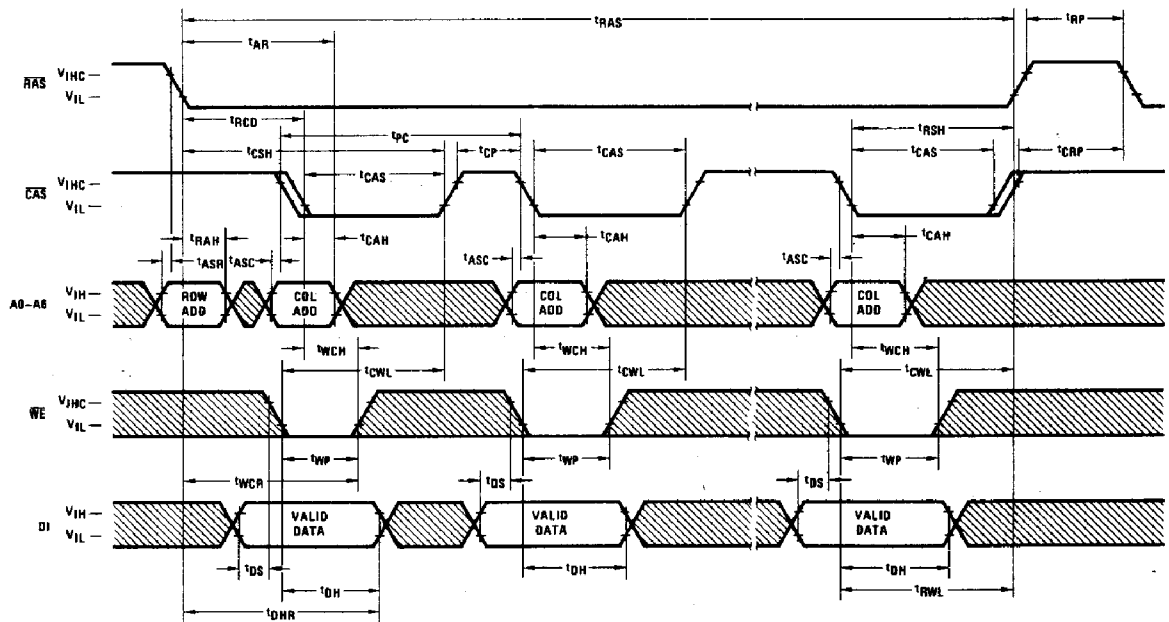 tRAS
tRP
tAR
RAS
VIHC
VIL
tRCD
tPC
tRSH
tCSH
tCP
tCAS
tCAS
tCRP
tCAS
CAS
VIHC
VIL
tRAH
tCAH
tCAH
tCAH
tASR
tASC
tASC
tASC
A0-A6
VIH
VIL
ROW ADD
COL ADD
COL ADD
COL ADD
tWCH
tWCH
tWCH
tCWL
tCWL
tCWL
WE
VIHC
VIL
tWP
tWP
tWP
tWCR
tDS
tDS
DI
VIH
VIL
VALID DATA
VALID DATA
VALID DATA
tDS
tDH
tDH
tDH
tDHR
tRWL